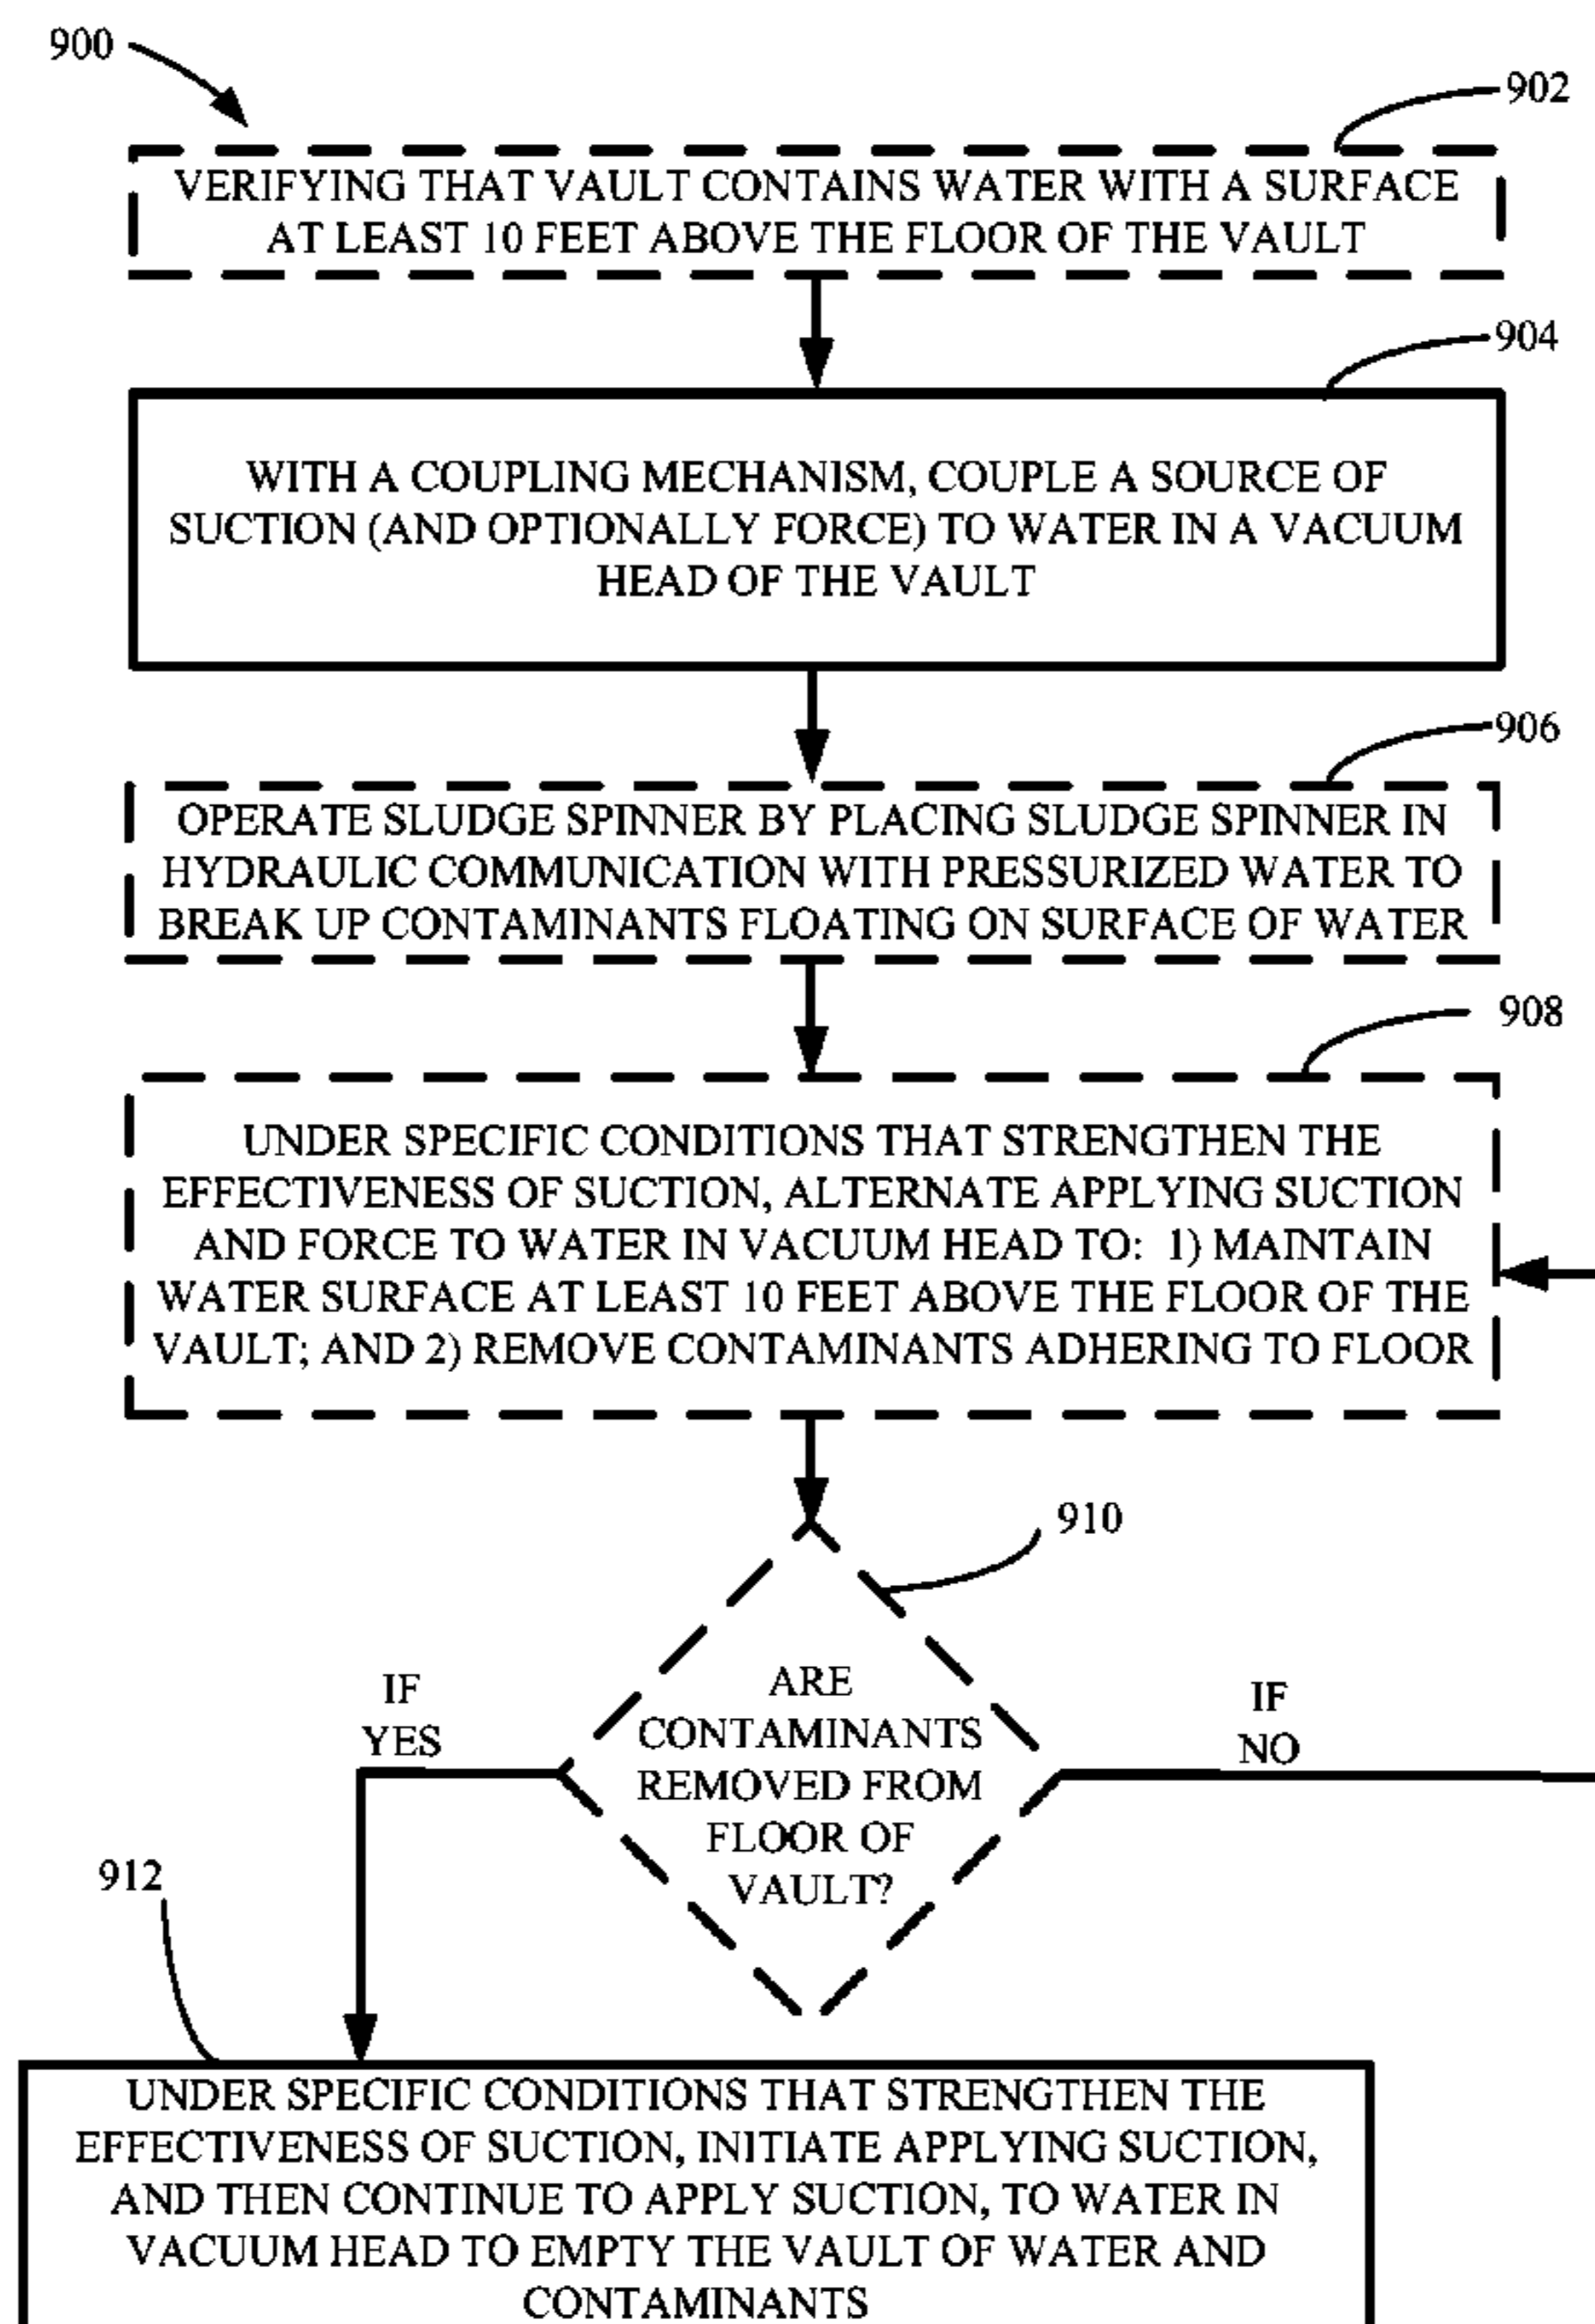 900
902
VERIFYING THAT VAULT CONTAINS WATER WITH A SURFACE
AT LEAST 10 FEET ABOVE THE FLOOR OF THE VAULT
904
WITH A COUPLING MECHANISM, COUPLE A SOURCE OF
SUCTION (AND OPTIONALLY FORCE) TO WATER IN A VACUUM
HEAD OF THE VAULT
906
OPERATE SLUDGE SPINNER BY PLACING SLUDGE SPINNER IN
HYDRAULIC COMMUNICATION WITH PRESSURIZED WATER TO
BREAK UP CONTAMINANTS FLOATING ON SURFACE OF WATER
908
UNDER SPECIFIC CONDITIONS THAT STRENGTHEN THE
EFFECTIVENESS OF SUCTION, ALTERNATE APPLYING SUCTION
AND FORCE TO WATER IN VACUUM HEAD TO: 1) MAINTAIN
WATER SURFACE AT LEAST 10 FEET ABOVE THE FLOOR OF THE
VAULT; AND 2) REMOVE CONTAMINANTS ADHERING TO FLOOR
910
ARE
CONTAMINANTS
REMOVED FROM
FLOOR OF
VAULT?
IF
YES
IF
NO
912
UNDER SPECIFIC CONDITIONS THAT STRENGTHEN THE
EFFECTIVENESS OF SUCTION, INITIATE APPLYING SUCTION,
AND THEN CONTINUE TO APPLY SUCTION, TO WATER IN
VACUUM HEAD TO EMPTY THE VAULT OF WATER AND
CONTAMINANTS